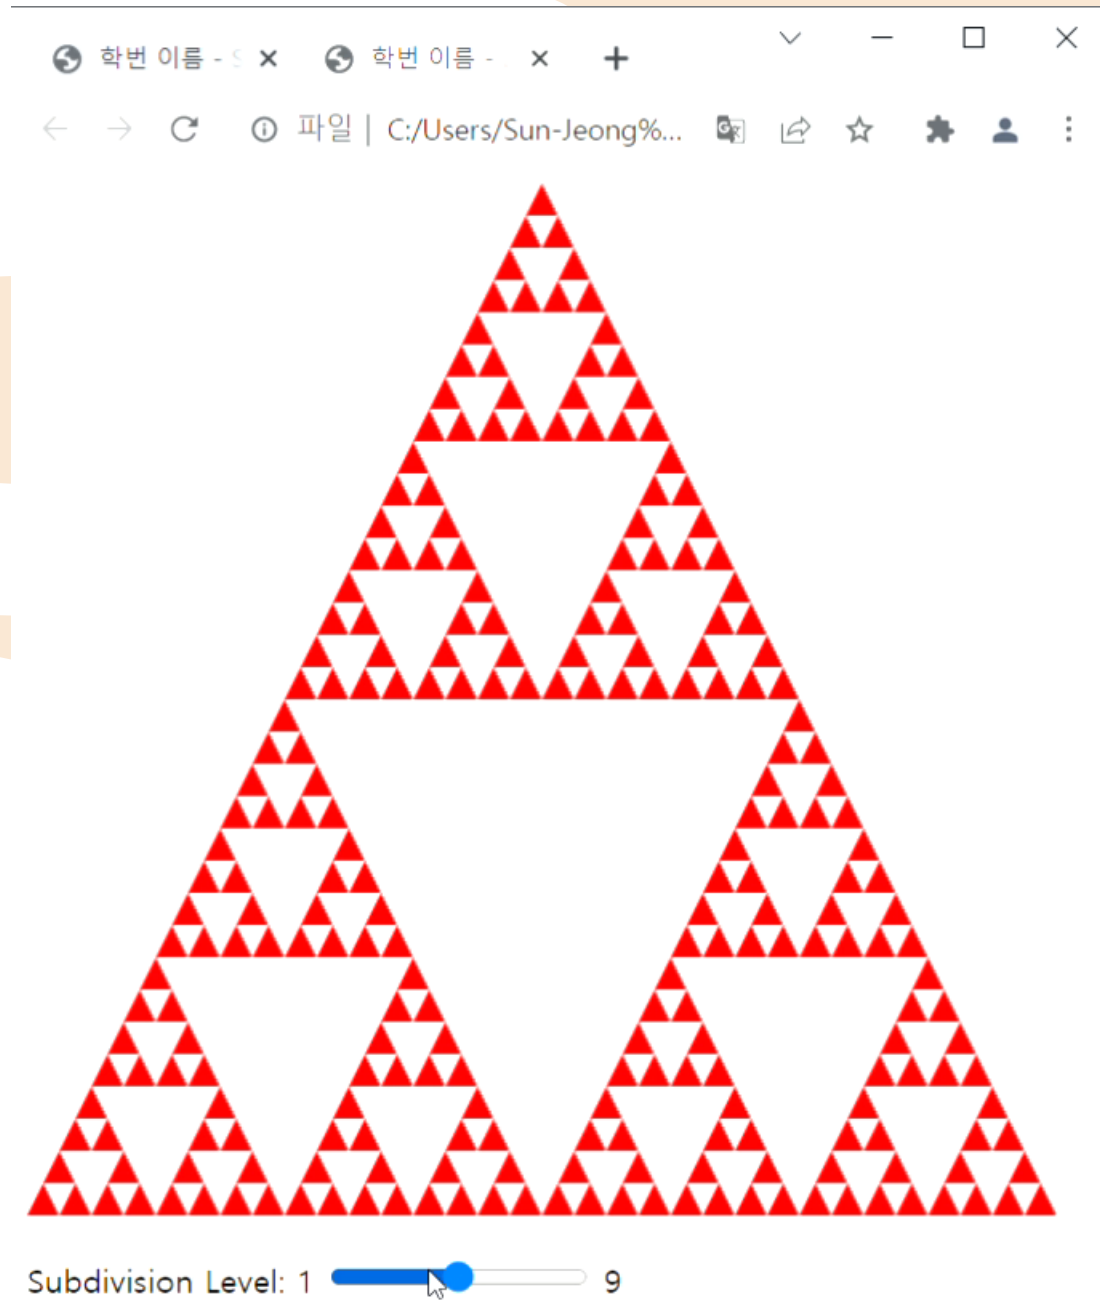 학번 이름 - S 학번 이름 -
파일 | C:/Users/Sun-Jeong%...
Subdivision Level: 1 9